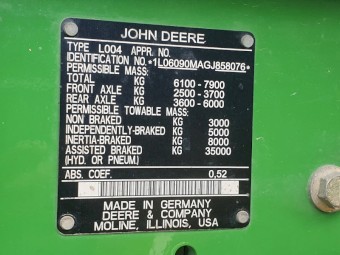 JOHN DEERE
TYPE L004 APPR. NO.
IDENTIFICATION NO.*1L06090MAGJ858076*
PERMISSIBLE MASS:
TOTAL KG 6100 - 7900
FRONT AXLE KG 2500 - 3700
REAR AXLE KG 3600 - 6000
PERMISSIBLE TOWABLE MASS:
NON BRAKED KG 3000
INDEPENDENTLY-BRAKED KG 5000
INERTIA-BRAKED KG 8000
ASSISTED BRAKED KG 35000
(HYD. OR PNEUM.)
ABS. COEF. 0,52
MADE IN GERMANY
DEERE & COMPANY
MOLINE, ILLINOIS, USA